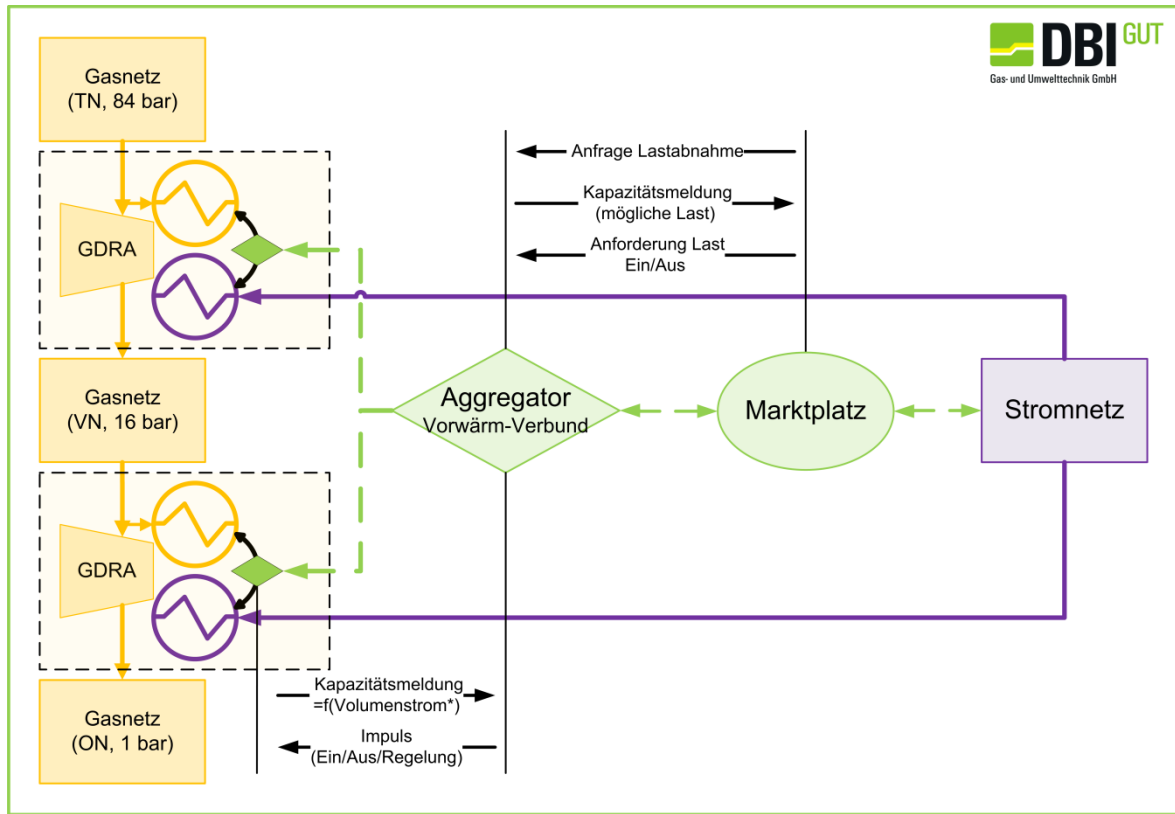 DBI GUT
Gas- und Umwelttechnik GmbH
Gasnetz
(TN, 84 bar)
GDRA
Gasnetz
(VN, 16 bar)
GDRA
Gasnetz
(ON, 1 bar)
Anfrage Lastabnahme
Kapazitätsmeldung
(mögliche Last)
Anforderung Last
Ein/Aus
Aggregator
Vorwärm-Verbund
Marktplatz
Stromnetz
Kapazitätsmeldung
=f(Volumenstrom*)
Impuls
(Ein/Aus/Regelung)